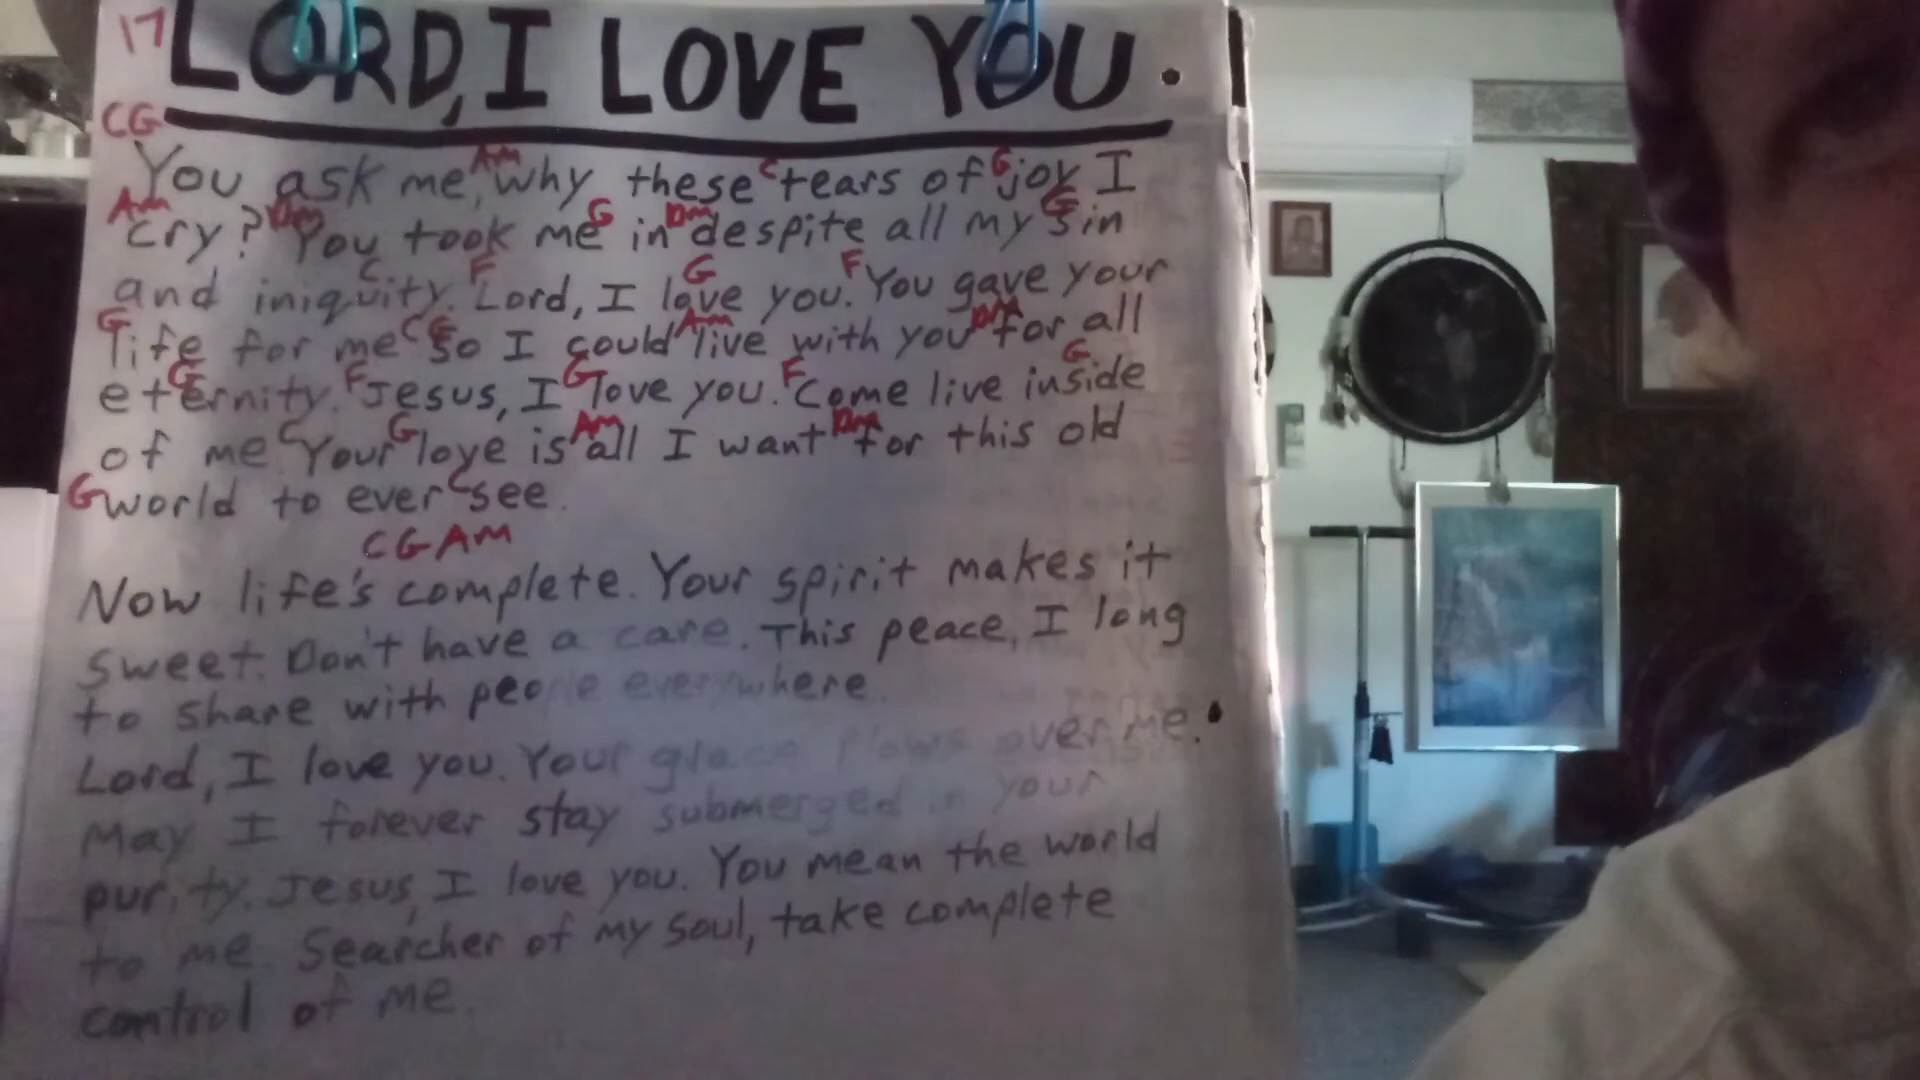 17 LORD, I LOVE YOU.
CG
Am C G
You ask me, why these tears of joy I
Am Dm G Dm G
cry? You took me in despite all my sin
C F G F
and iniquity. Lord, I love you. You gave your
G C G Am Dm
life for me so I could live with you for all
G F G F G
eternity. Jesus, I love you. Come live inside
C G Am Dm
of me. Your love is all I want for this old
G C
world to ever see.
C G Am
Now life's complete. Your spirit makes it
sweet. Don't have a care. This peace, I long
to share with people everywhere.
Lord, I love you. Your grace flows over me.
May I forever stay submerged in your
purity. Jesus, I love you. You mean the world
to me. Searcher of my soul, take complete
control of me.